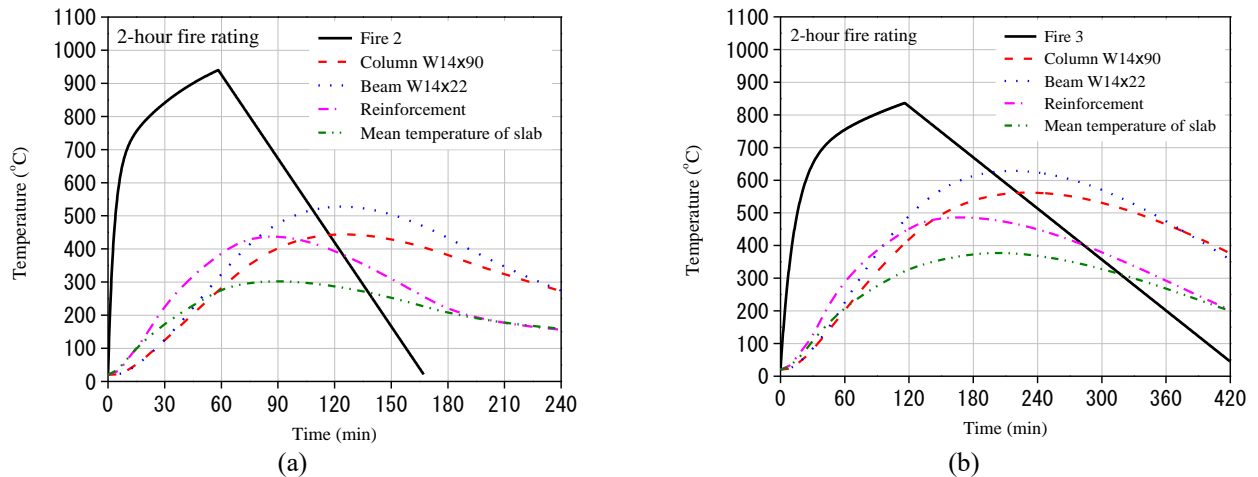 1100
1000
900
800
700
600
500
400
300
200
100
0
Temperature (°C)
2-hour fire rating
Fire 2
Column W14x90
Beam W14x22
Reinforcement
Mean temperature of slab
0 30 60 90 120 150 180 210 240
Time (min)
(a)
1100
1000
900
800
700
600
500
400
300
200
100
0
Temperature (°C)
2-hour fire rating
Fire 3
Column W14x90
Beam W14x22
Reinforcement
Mean temperature of slab
0 60 120 180 240 300 360 420
Time (min)
(b)